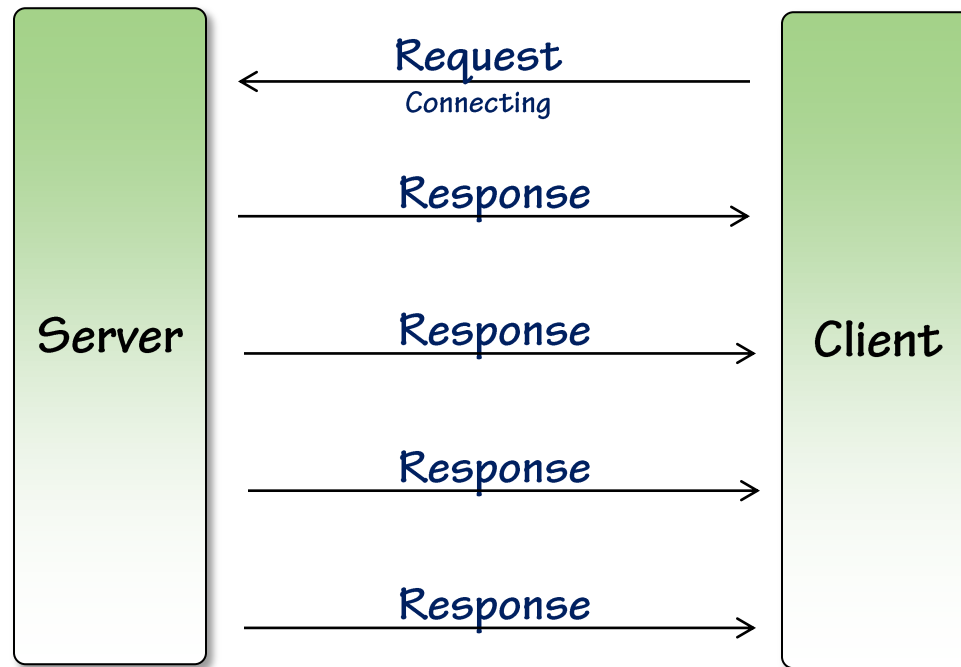 Request
Connecting
Response
Server
Response
Client
Response
Response